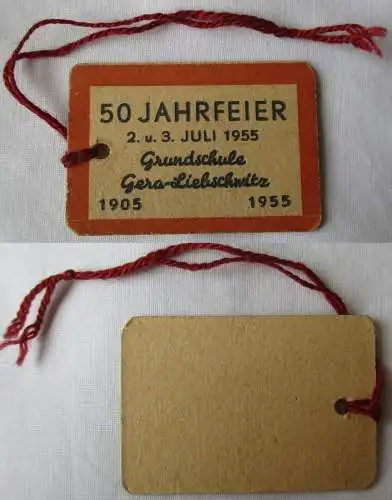 50 JAHRFEIER
2. u. 3. JULI 1955
Grundschule
Gera-Liebschwitz
1905 1955